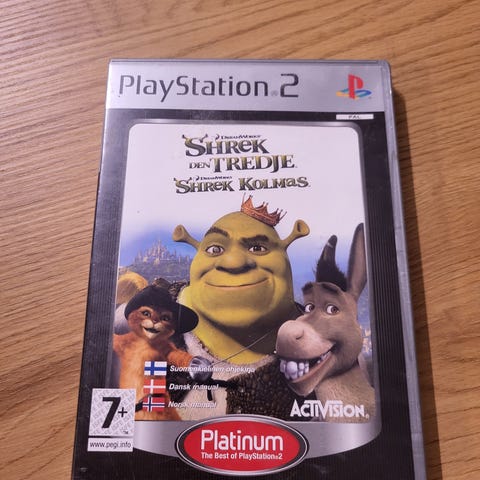 PlayStation®2
PAL
DREAMWORKS
SHREK
DEN TREDJE
DREAMWORKS
SHREK KOLMAS
Suomenkielinen ohjekirja
Dansk manual
Norsk manual
7+
www.pegi.info
ACTIVISION
Platinum
The Best of PlayStation®2